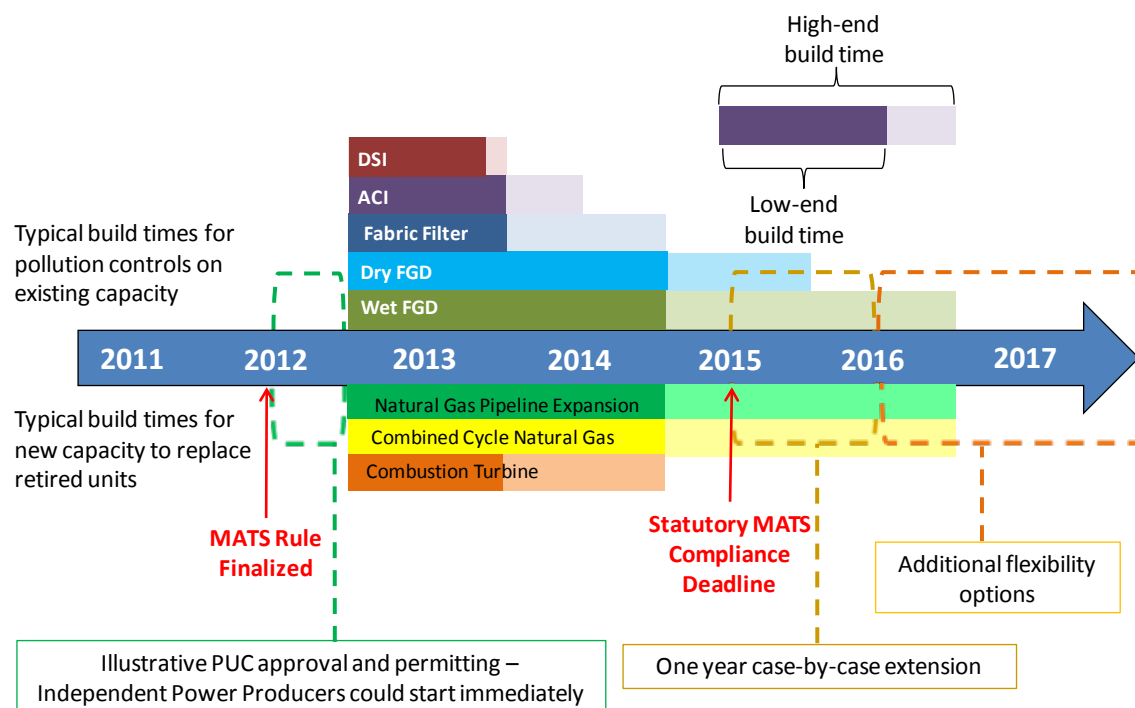 High-end
build time
DSI
ACI
Fabric Filter
Dry FGD
Wet FGD
Low-end
build time
Typical build times for
pollution controls on
existing capacity
2011 2012 2013 2014 2015 2016 2017
Typical build times for
new capacity to replace
retired units
Natural Gas Pipeline Expansion
Combined Cycle Natural Gas
Combustion Turbine
MATS Rule
Finalized
Statutory MATS
Compliance
Deadline
Additional flexibility
options
Illustrative PUC approval and permitting –
Independent Power Producers could start immediately
One year case-by-case extension